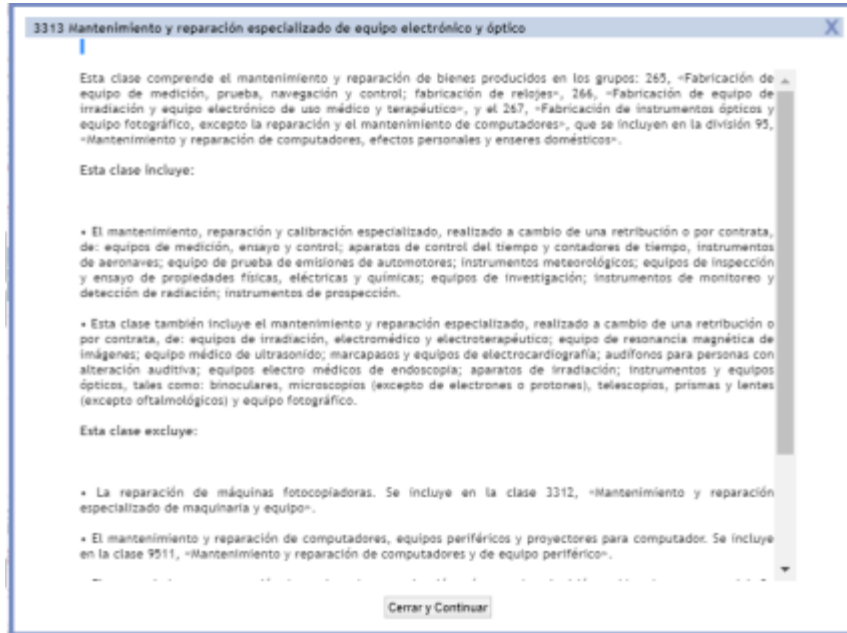 3313 Mantenimiento y reparación especializado de equipo electrónico y óptico
X
Esta clase comprende el mantenimiento y reparación de bienes producidos en los grupos: 265, «Fabricación de
equipo de medición, prueba, navegación y control; fabricación de relojes», 266, «Fabricación de equipo de
irradiación y equipo electrónico de uso médico y terapéutico», y el 267, «Fabricación de instrumentos ópticos y
equipo fotográfico, excepto la reparación y el mantenimiento de computadores», que se incluyen en la división 95,
«Mantenimiento y reparación de computadores, efectos personales y enseres domésticos».
Esta clase incluye:
• El mantenimiento, reparación y calibración especializado, realizado a cambio de una retribución o por contrata,
de: equipos de medición, ensayo y control; aparatos de control del tiempo y contadores de tiempo, instrumentos
de aeronaves; equipo de prueba de emisiones de automotores; instrumentos meteorológicos; equipos de inspección
y ensayo de propiedades físicas, eléctricas y químicas; equipos de investigación; instrumentos de monitoreo y
detección de radiación; instrumentos de prospección.
• Esta clase también incluye el mantenimiento y reparación especializado, realizado a cambio de una retribución o
por contrata, de: equipos de irradiación, electromédico y electroterapéutico; equipo de resonancia magnética de
imágenes; equipo médico de ultrasonido; marcapasos y equipos de electrocardiografía; audífonos para personas con
alteración auditiva; equipos electro médicos de endoscopia; aparatos de irradiación; instrumentos y equipos
ópticos, tales como: binoculares, microscopios (excepto de electrones o protones), telescopios, prismas y lentes
(excepto oftalmológicos) y equipo fotográfico.
Esta clase excluye:
• La reparación de máquinas fotocopiadoras. Se incluye en la clase 3312, «Mantenimiento y reparación
especializado de maquinaria y equipo».
• El mantenimiento y reparación de computadores, equipos periféricos y proyectores para computador. Se incluye
en la clase 9511, «Mantenimiento y reparación de computadores y de equipo periférico».
Cerrar y Continuar